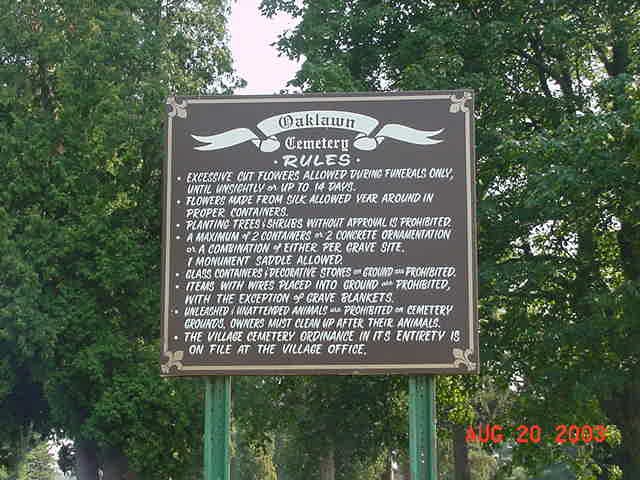 Oaklawn
Cemetery
· RULES ·
• EXCESSIVE CUT FLOWERS ALLOWED DURING FUNERALS ONLY,
UNTIL UNSIGHTLY OR UP TO 14 DAYS.
• FLOWERS MADE FROM SILK ALLOWED YEAR AROUND IN
PROPER CONTAINERS.
• PLANTING TREES & SHRUBS WITHOUT APPROVAL IS PROHIBITED.
• A MAXIMUM of 2 CONTAINERS or 2 CONCRETE ORNAMENTATION
or A COMBINATION of EITHER PER GRAVE SITE.
1 MONUMENT SADDLE ALLOWED.
• GLASS CONTAINERS & DECORATIVE STONES on GROUND are PROHIBITED.
• ITEMS WITH WIRES PLACED INTO GROUND are PROHIBITED,
WITH THE EXCEPTION of GRAVE BLANKETS.
• UNLEASHED & UNATTENDED ANIMALS are PROHIBITED on CEMETERY
GROUNDS. OWNERS MUST CLEAN UP AFTER THEIR ANIMALS.
• THE VILLAGE CEMETERY ORDINANCE IN ITS ENTIRETY IS
ON FILE AT THE VILLAGE OFFICE.
AUG 20 2003